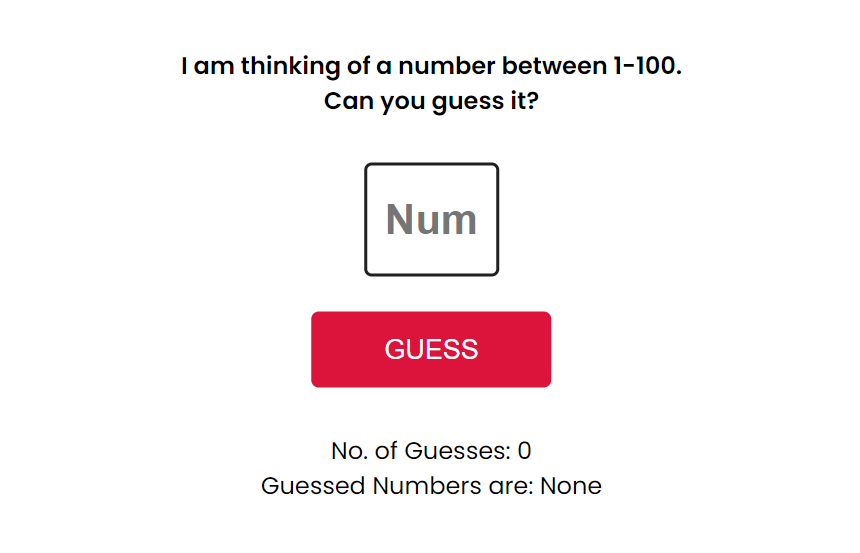 I am thinking of a number between 1-100.
Can you guess it?
Num
GUESS
No. of Guesses: 0
Guessed Numbers are: None